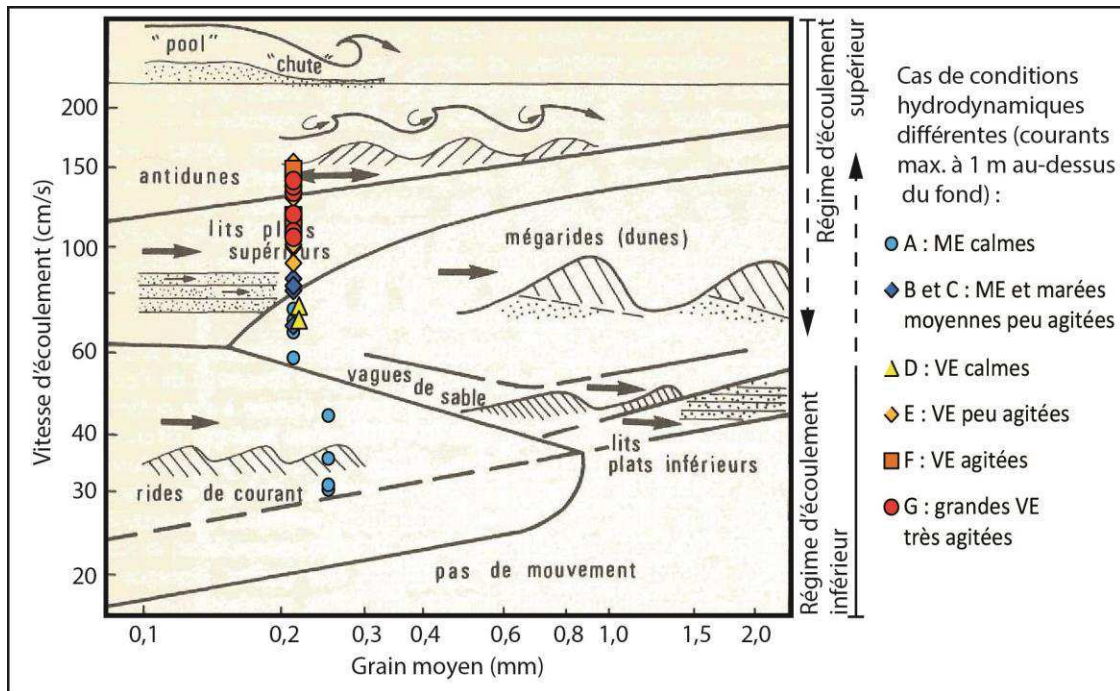 "pool"
"chute"
200
150
100
60
40
30
20
Vitesse d'écoulement (cm/s)
antidunes
lits plats
supérieurs
mégarides (dunes)
vagues
de sable
lits
plats inférieurs
rides de courant
pas de mouvement
0,1
0,2
0,3
0,4
0,6
0,8
1,0
1,5
2,0
Grain moyen (mm)
Régime d'écoulement
supérieur
Régime d'écoulement
inférieur
Cas de conditions
hydrodynamiques
différentes (courants
max. à 1 m au-dessus
du fond) :
A : ME calmes
B et C : ME et marées
moyennes peu agitées
D : VE calmes
E : VE peu agitées
F : VE agitées
G : grandes VE
très agitées